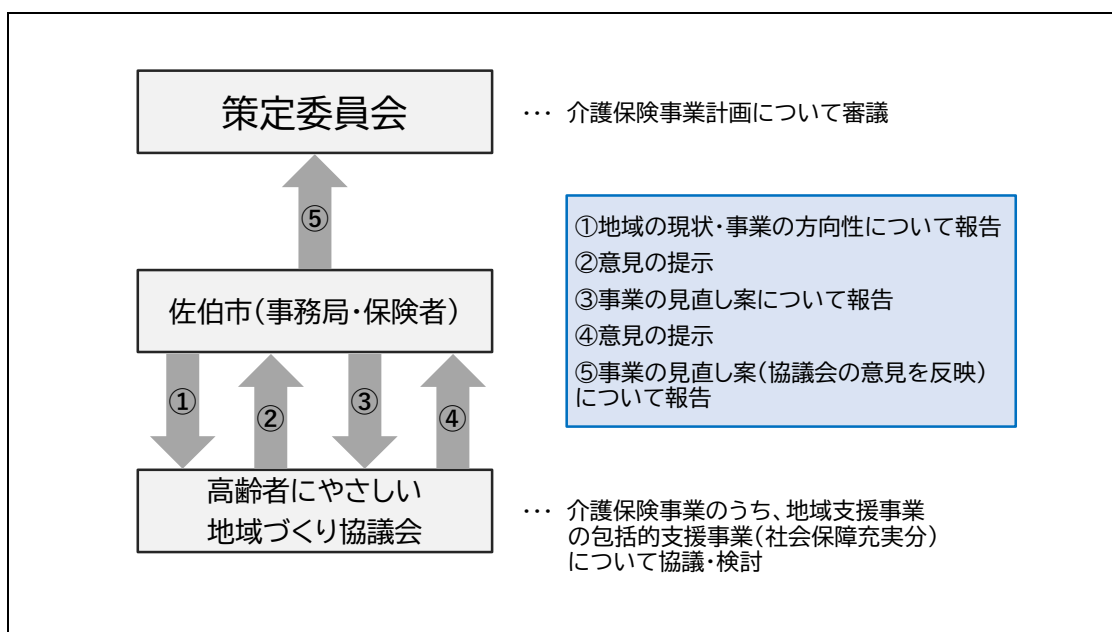 策定委員会
… 介護保険事業計画について審議
⑤
①地域の現状・事業の方向性について報告
②意見の提示
③事業の見直し案について報告
④意見の提示
⑤事業の見直し案(協議会の意見を反映)
について報告
佐伯市(事務局・保険者)
①
②
③
④
高齢者にやさしい
地域づくり協議会
… 介護保険事業のうち、地域支援事業
の包括的支援事業(社会保障充実分)
について協議・検討